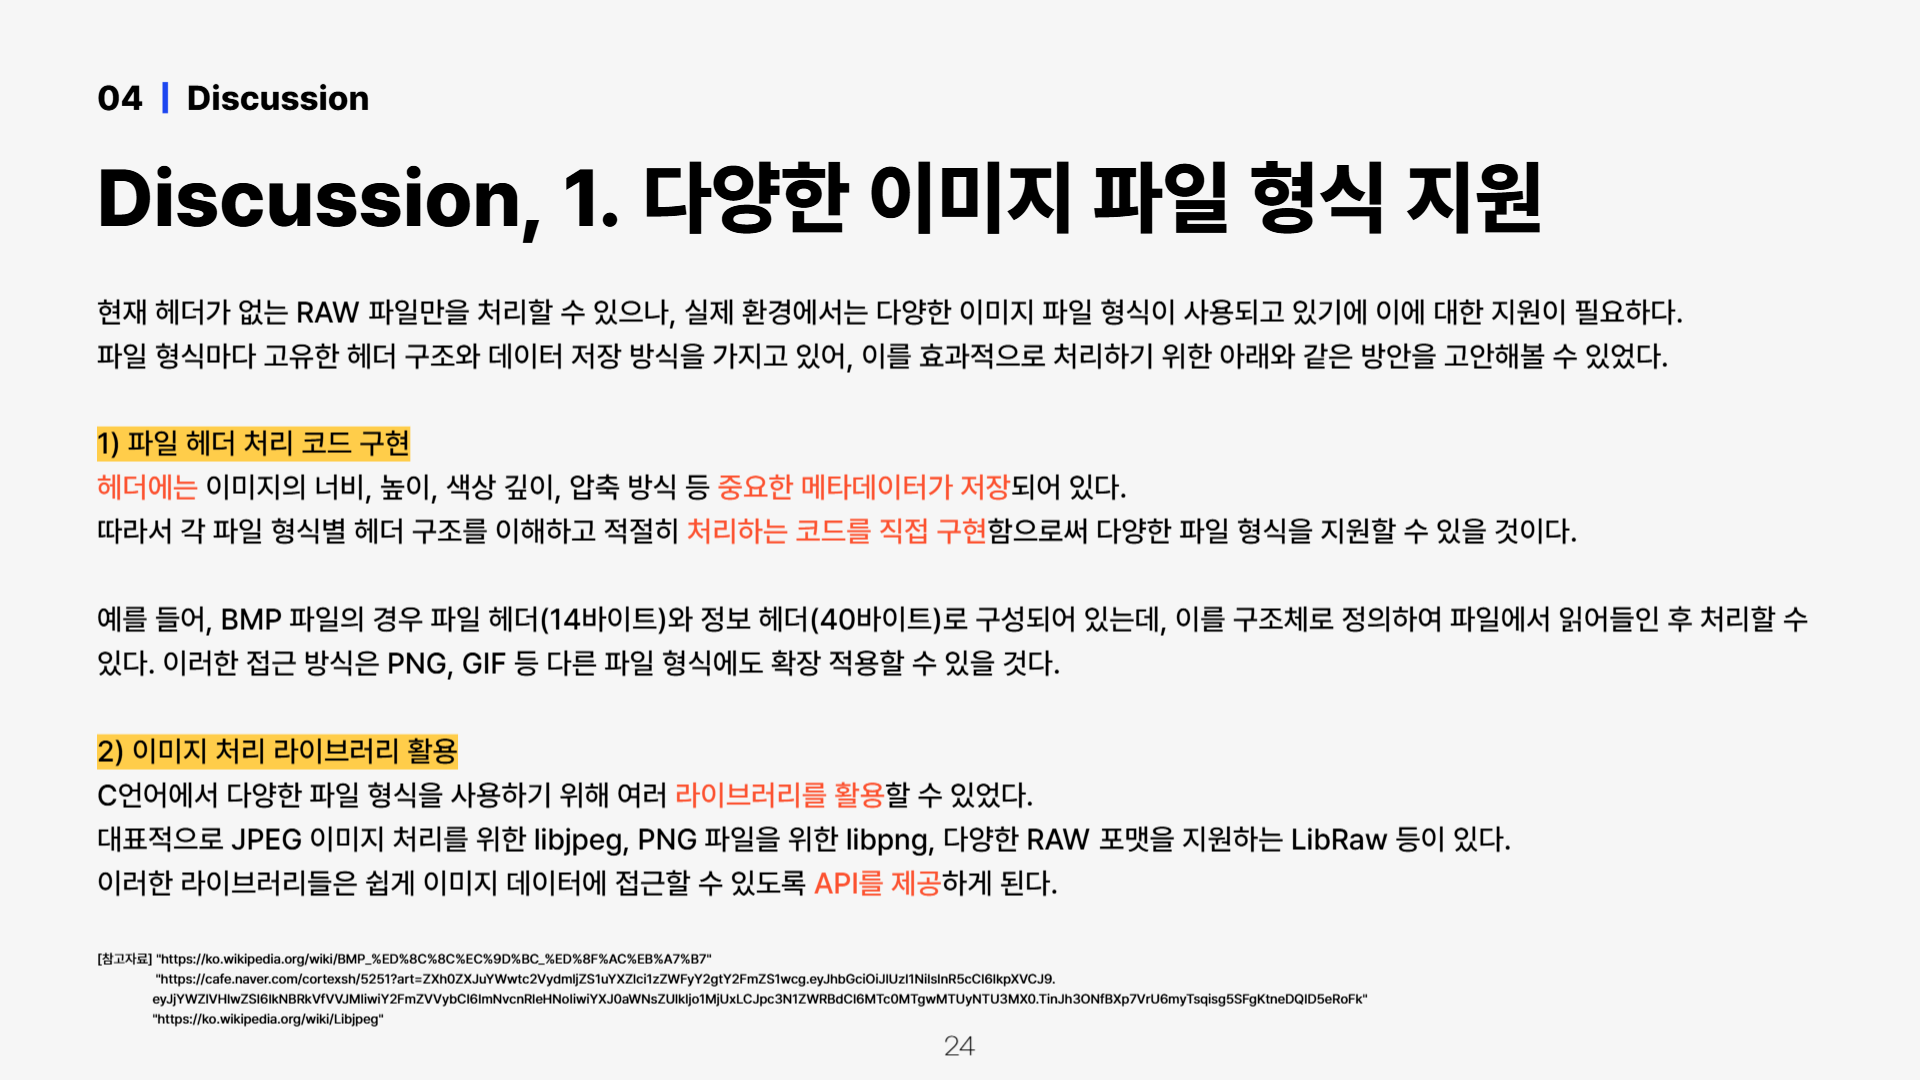 04 | Discussion
Discussion, 1. 다양한 이미지 파일 형식 지원
현재 헤더가 없는 RAW 파일만을 처리할 수 있으나, 실제 환경에서는 다양한 이미지 파일 형식이 사용되고 있기에 이에 대한 지원이 필요하다.
파일 형식마다 고유한 헤더 구조와 데이터 저장 방식을 가지고 있어, 이를 효과적으로 처리하기 위한 아래와 같은 방안을 고안해볼 수 있었다.
1) 파일 헤더 처리 코드 구현
헤더에는 이미지의 너비, 높이, 색상 깊이, 압축 방식 등 중요한 메타데이터가 저장되어 있다.
따라서 각 파일 형식별 헤더 구조를 이해하고 적절히 처리하는 코드를 직접 구현함으로써 다양한 파일 형식을 지원할 수 있을 것이다.
예를 들어, BMP 파일의 경우 파일 헤더(14바이트)와 정보 헤더(40바이트)로 구성되어 있는데, 이를 구조체로 정의하여 파일에서 읽어들인 후 처리할 수
있다. 이러한 접근 방식은 PNG, GIF 등 다른 파일 형식에도 확장 적용할 수 있을 것다.
2) 이미지 처리 라이브러리 활용
C언어에서 다양한 파일 형식을 사용하기 위해 여러 라이브러리를 활용할 수 있었다.
대표적으로 JPEG 이미지 처리를 위한 libjpeg, PNG 파일을 위한 libpng, 다양한 RAW 포맷을 지원하는 LibRaw 등이 있다.
이러한 라이브러리들은 쉽게 이미지 데이터에 접근할 수 있도록 API를 제공하게 된다.
[참고자료] "https://ko.wikipedia.org/wiki/BMP_%ED%8C%8C%EC%9D%BC_%ED%8F%AC%EB%A7%B7"
"https://cafe.naver.com/cortexsh/5251?art=
"https://ko.wikipedia.org/wiki/Libjpeg"
24